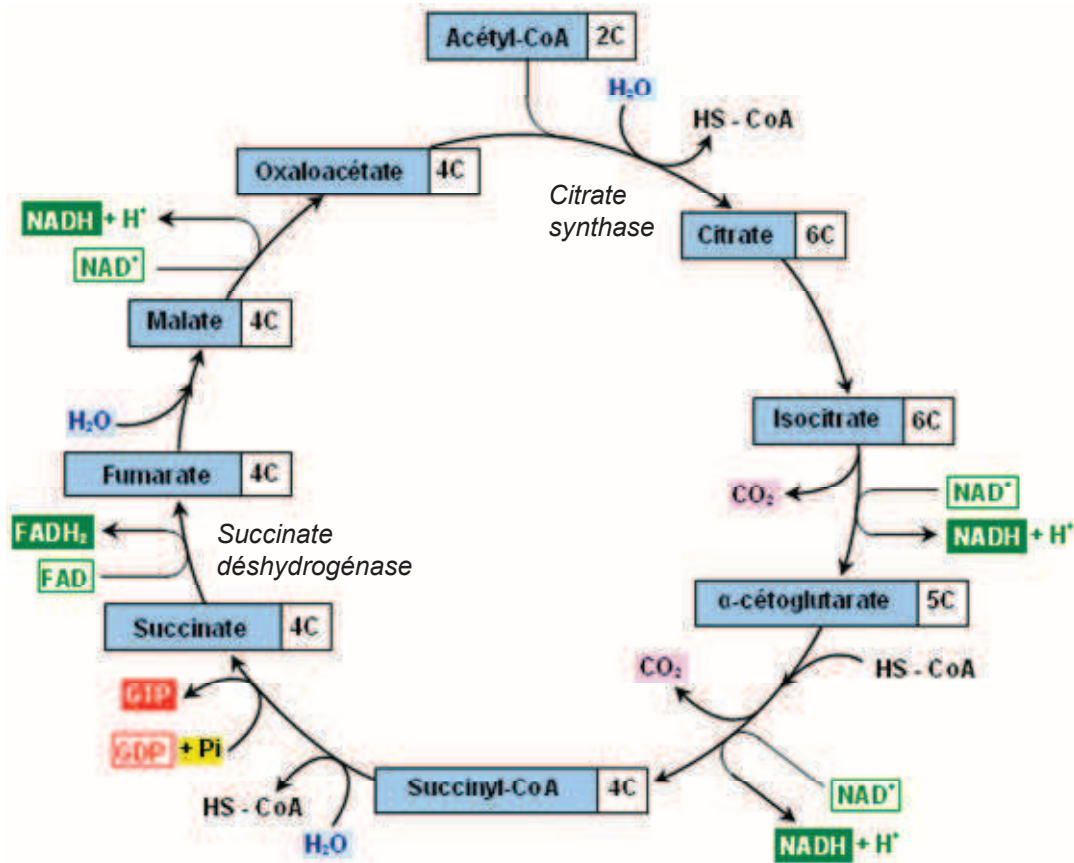 Acétyl-CoA 2C
H₂O
HS - CoA
Oxaloacétate 4C
Citrate
synthase
Citrate 6C
NADH + H⁺
NAD⁺
Malate 4C
H₂O
Isocitrate 6C
Fumarate 4C
CO₂
NAD⁺
NADH + H⁺
FADH₂
FAD
Succinate
déshydrogénase
α-cétoglutarate 5C
Succinate 4C
CO₂
HS - CoA
GTP
GDP + Pi
Succinyl-CoA 4C
HS - CoA
H₂O
NAD⁺
NADH + H⁺